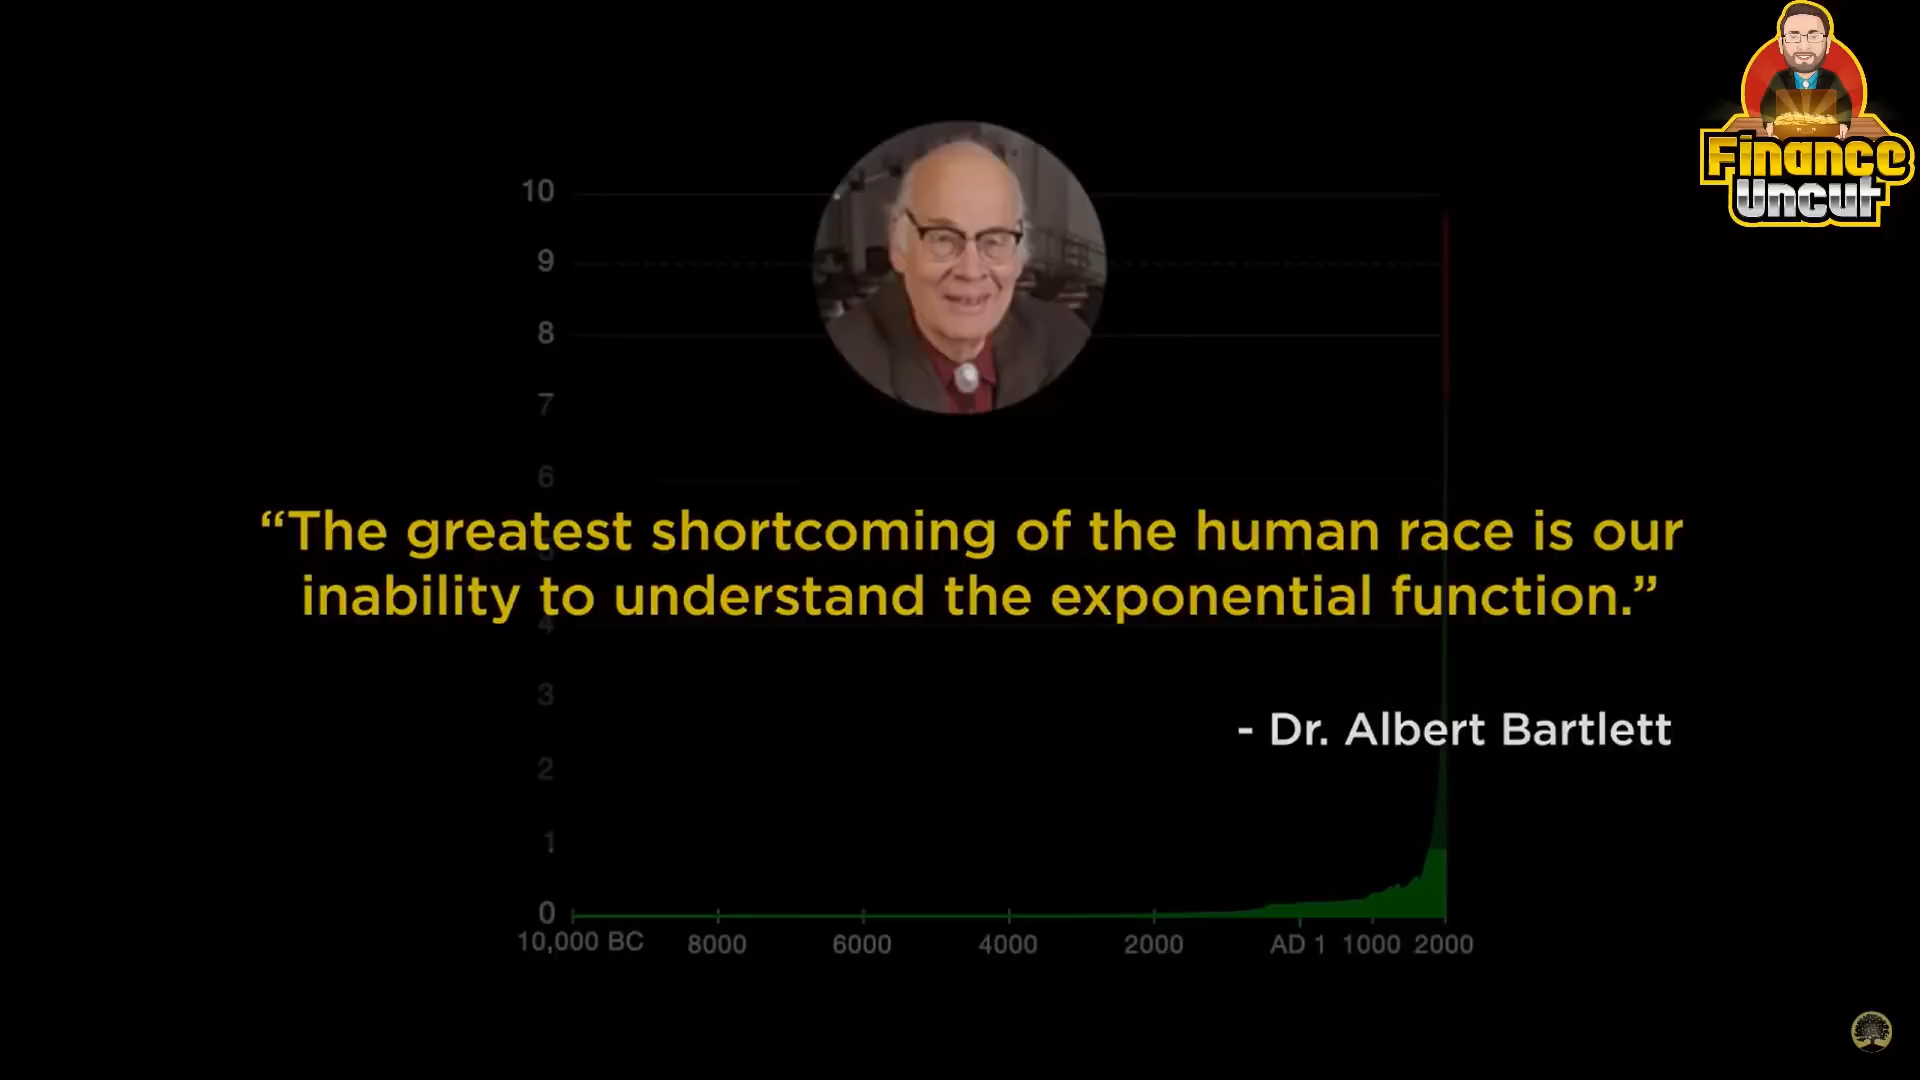 Finance
Uncut
10
9
8
7
6
“The greatest shortcoming of the human race is our
inability to understand the exponential function.”
4
3
- Dr. Albert Bartlett
2
1
0
10,000 BC 8000 6000 4000 2000 AD 1 1000 2000